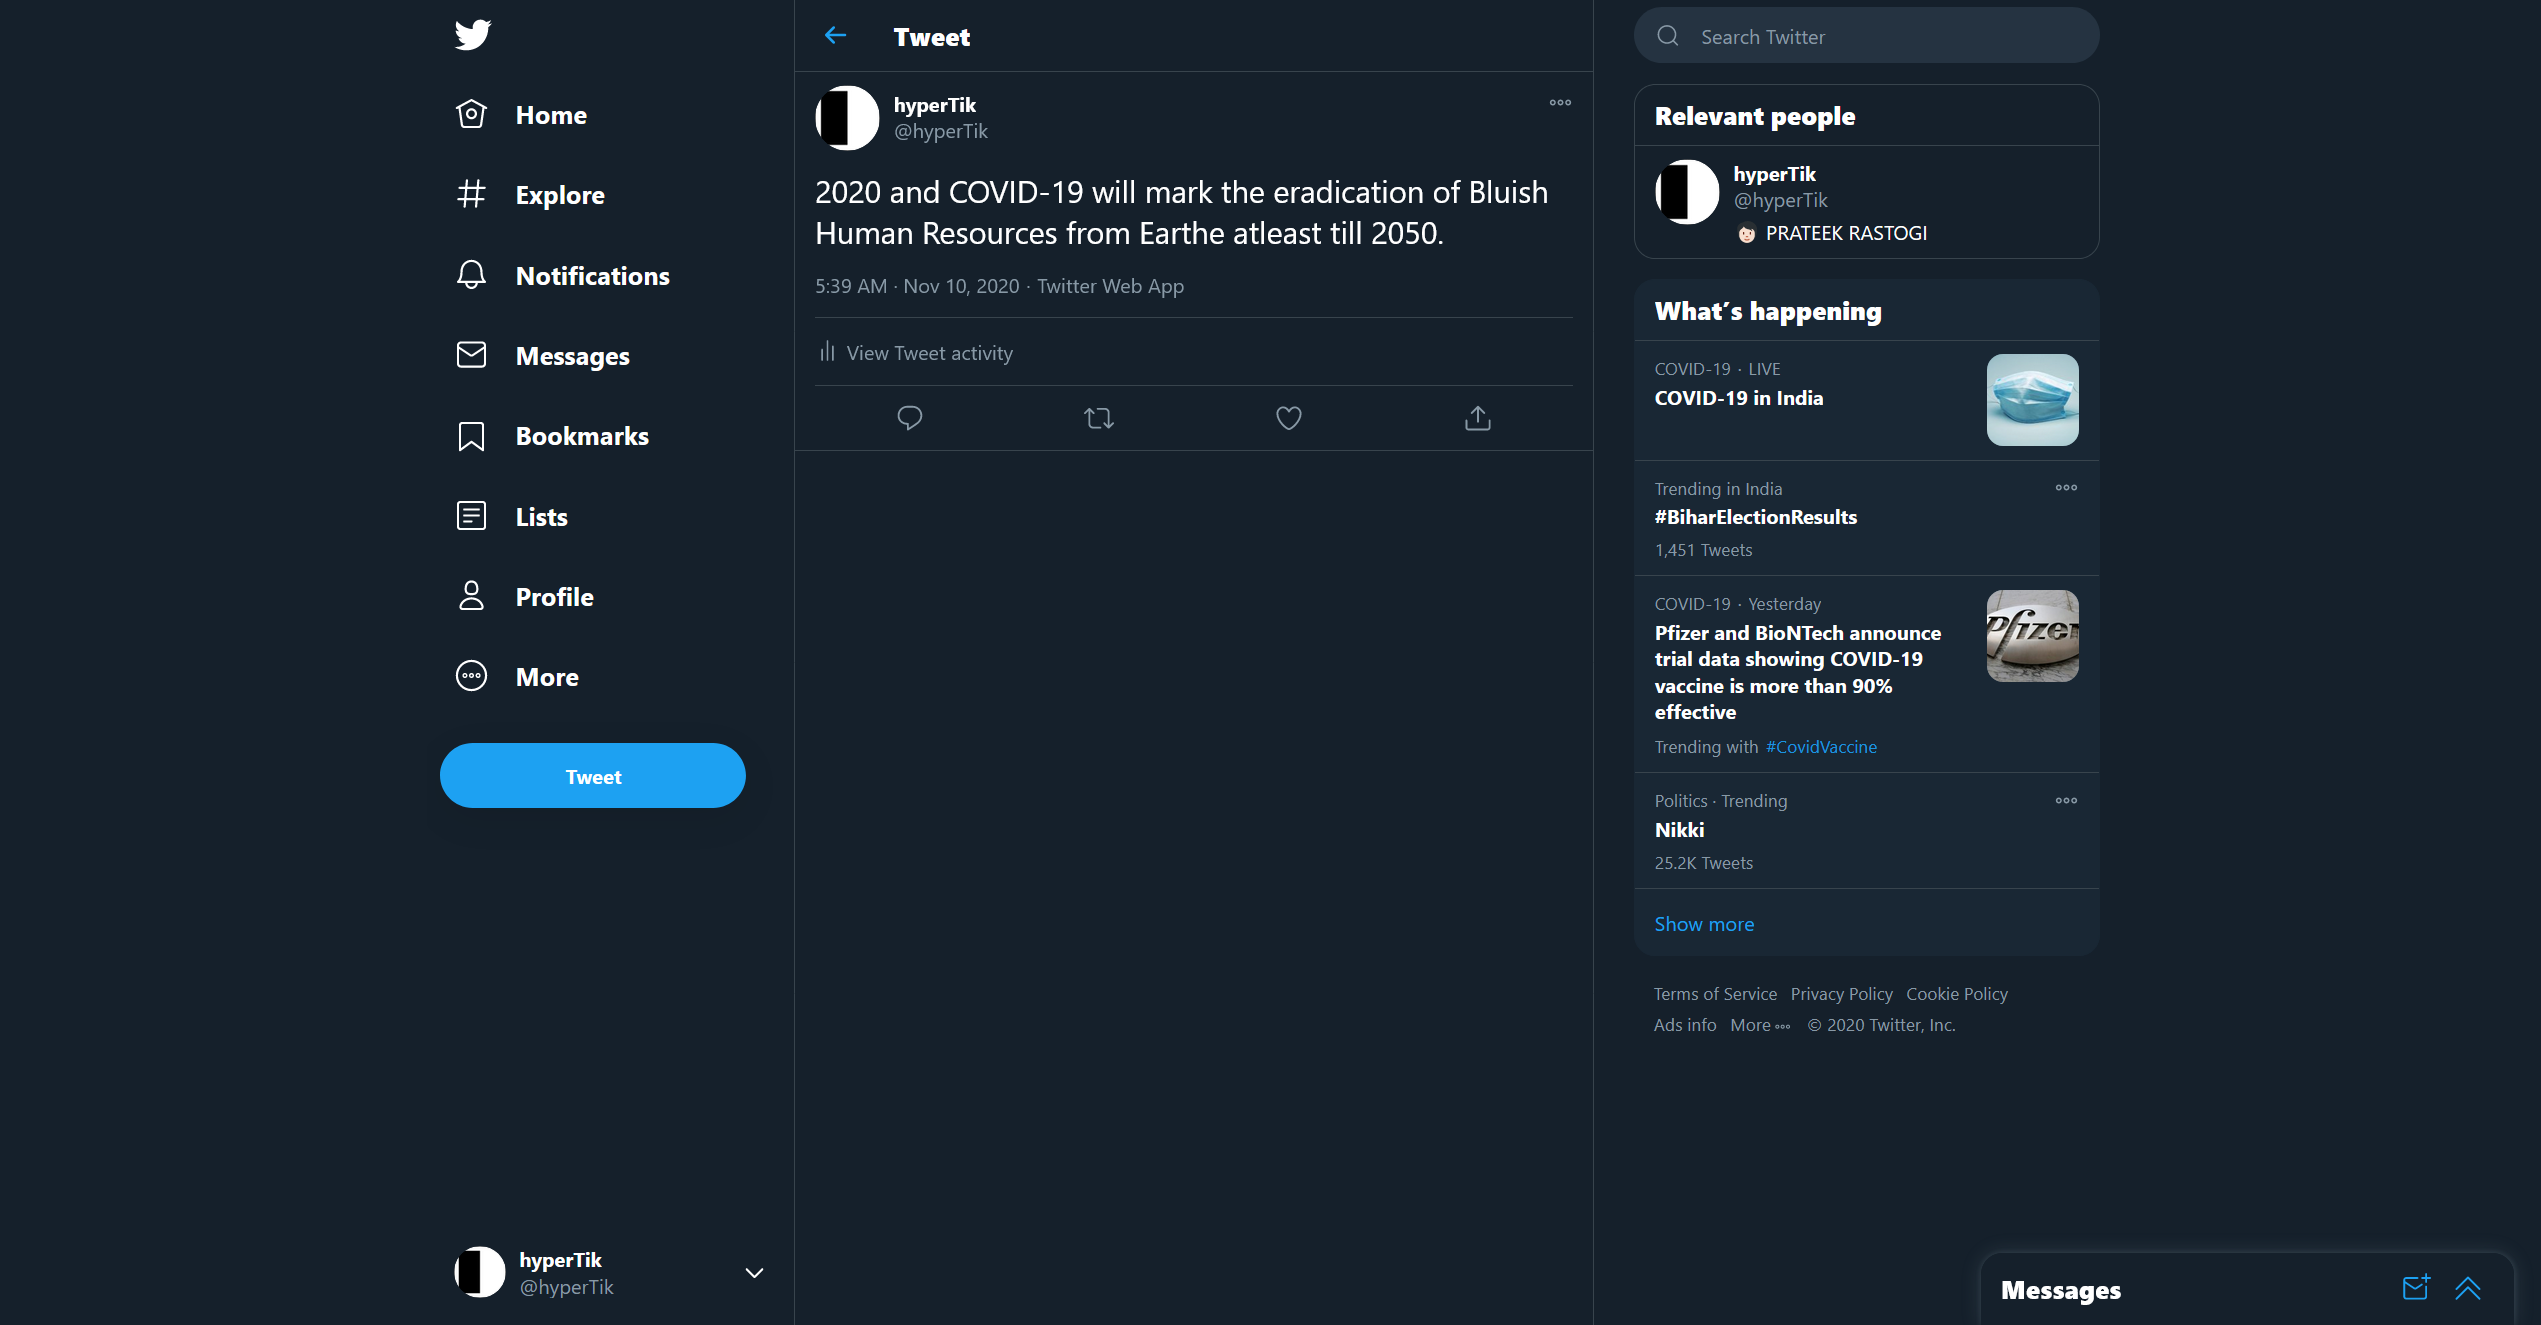 Home
Explore
Notifications
Messages
Bookmarks
Lists
Profile
More
Tweet
hyperTik
@hyperTik
Tweet
hyperTik
@hyperTik
2020 and COVID-19 will mark the eradication of Bluish
Human Resources from Earthe atleast till 2050.
5:39 AM · Nov 10, 2020 · Twitter Web App
View Tweet activity
Search Twitter
Relevant people
hyperTik
@hyperTik
PRATEEK RASTOGI
What's happening
COVID-19 · LIVE
COVID-19 in India
Trending in India
#BiharElectionResults
1,451 Tweets
COVID-19 · Yesterday
Pfizer and BioNTech announce
trial data showing COVID-19
vaccine is more than 90%
effective
Pfizer
Trending with #CovidVaccine
Politics · Trending
Nikki
25.2K Tweets
Show more
Terms of Service Privacy Policy Cookie Policy
Ads info More © 2020 Twitter, Inc.
Messages